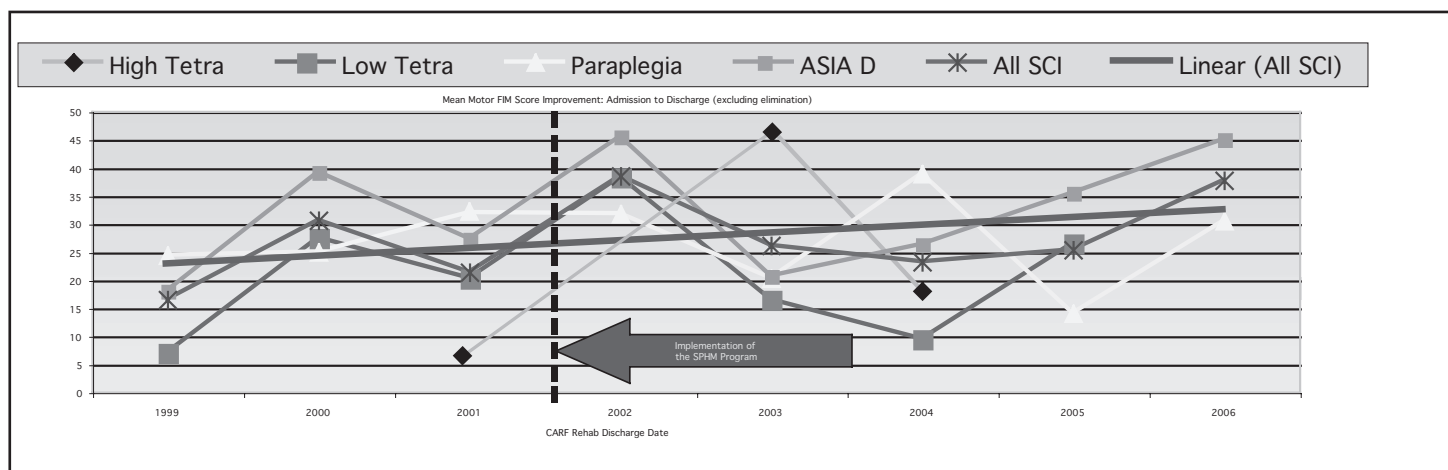 High Tetra Low Tetra Paraplegia ASIA D All SCI Linear (All SCI)
Mean Motor FIM Score Improvement: Admission to Discharge (excluding elimination)
50
45
40
35
30
25
20
15
10
5
0
Implementation of
the SPHM Program
1999 2000 2001 2002 2003 2004 2005 2006
CARF Rehab Discharge Date